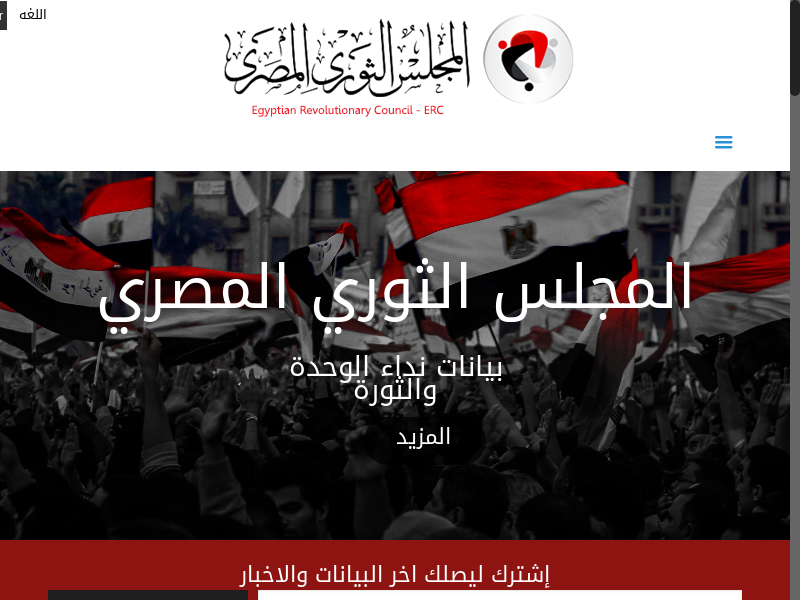 اللغه
المجلس الثوري المصري
Egyptian Revolutionary Council - ERC
المجلس الثوري المصري
بيانات نداء الوحدة
والثورة
المزيد
إشترك ليصلك اخر البيانات والاخبار